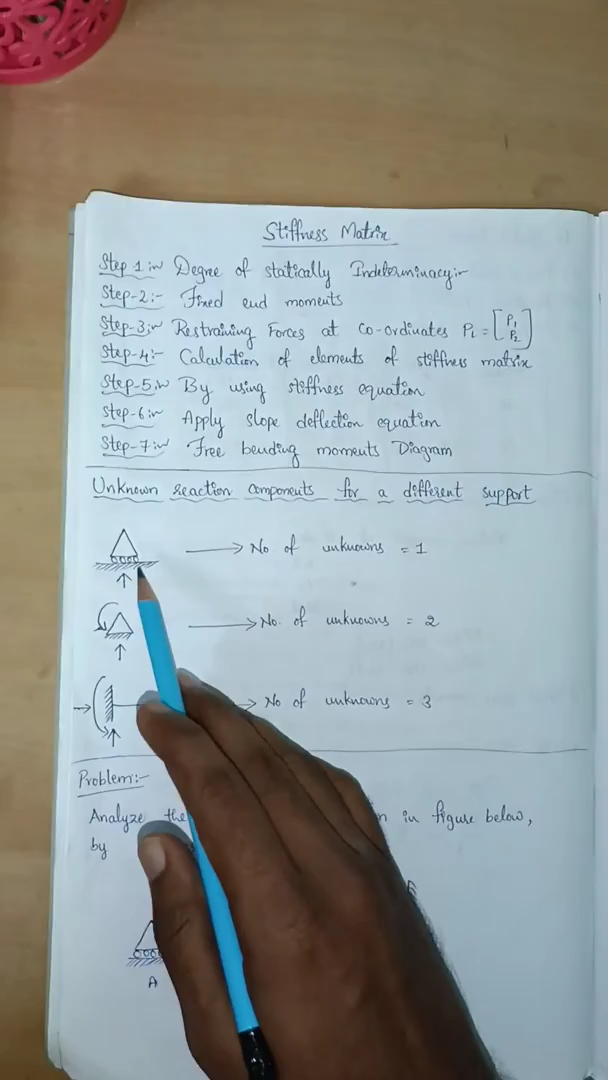 Stiffness Matrix
Step 1:- Degree of statically Indeterminacy:-
Step-2:- Fixed end moments
Step-3:- Restraining Forces at Co-ordinates PL = [P1 P2]
Step-4:- Calculation of elements of stiffness matrix
Step-5:- By using stiffness equation
Step-6:- Apply slope deflection equation
Step-7:- Free bending moments Diagram
Unknown reaction components for a different support
No of unknowns = 1
No. of unknowns = 2
No of unknowns = 3
Problem:-
Analyze the in figure below,
by
A